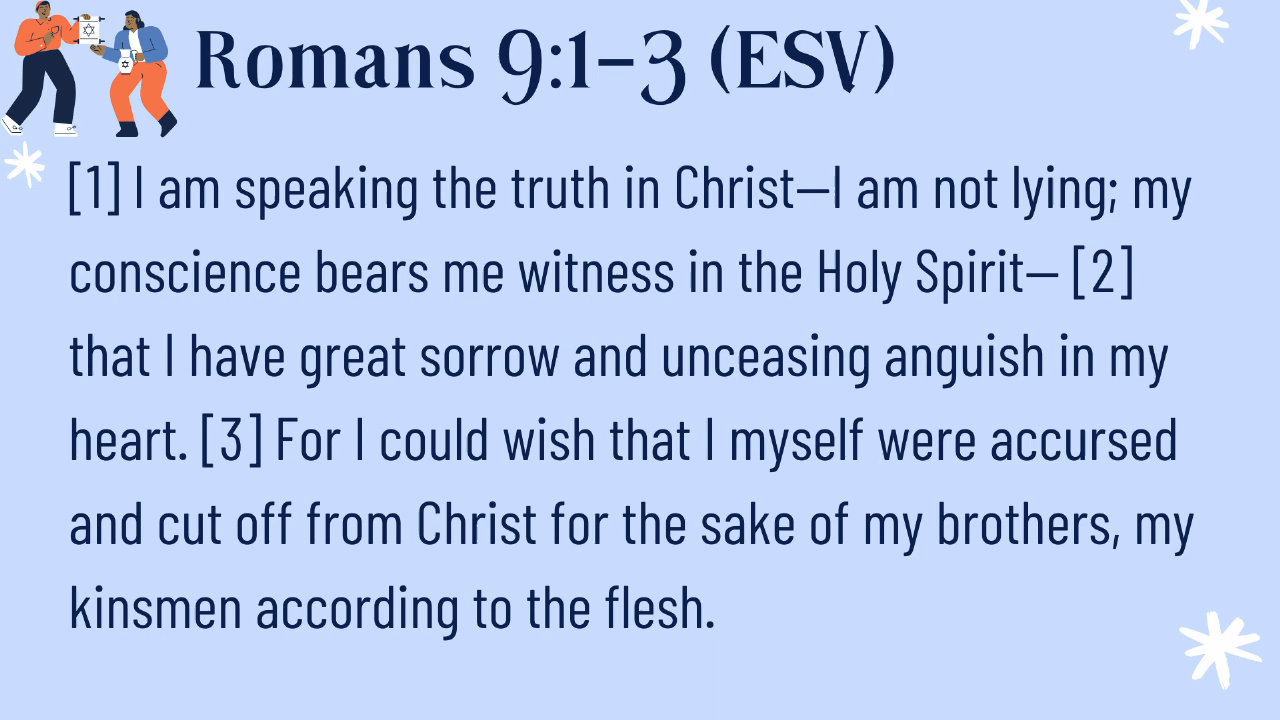 Romans 9:1–3 (ESV)
[1] I am speaking the truth in Christ—I am not lying; my
conscience bears me witness in the Holy Spirit— [2]
that I have great sorrow and unceasing anguish in my
heart. [3] For I could wish that I myself were accursed
and cut off from Christ for the sake of my brothers, my
kinsmen according to the flesh.